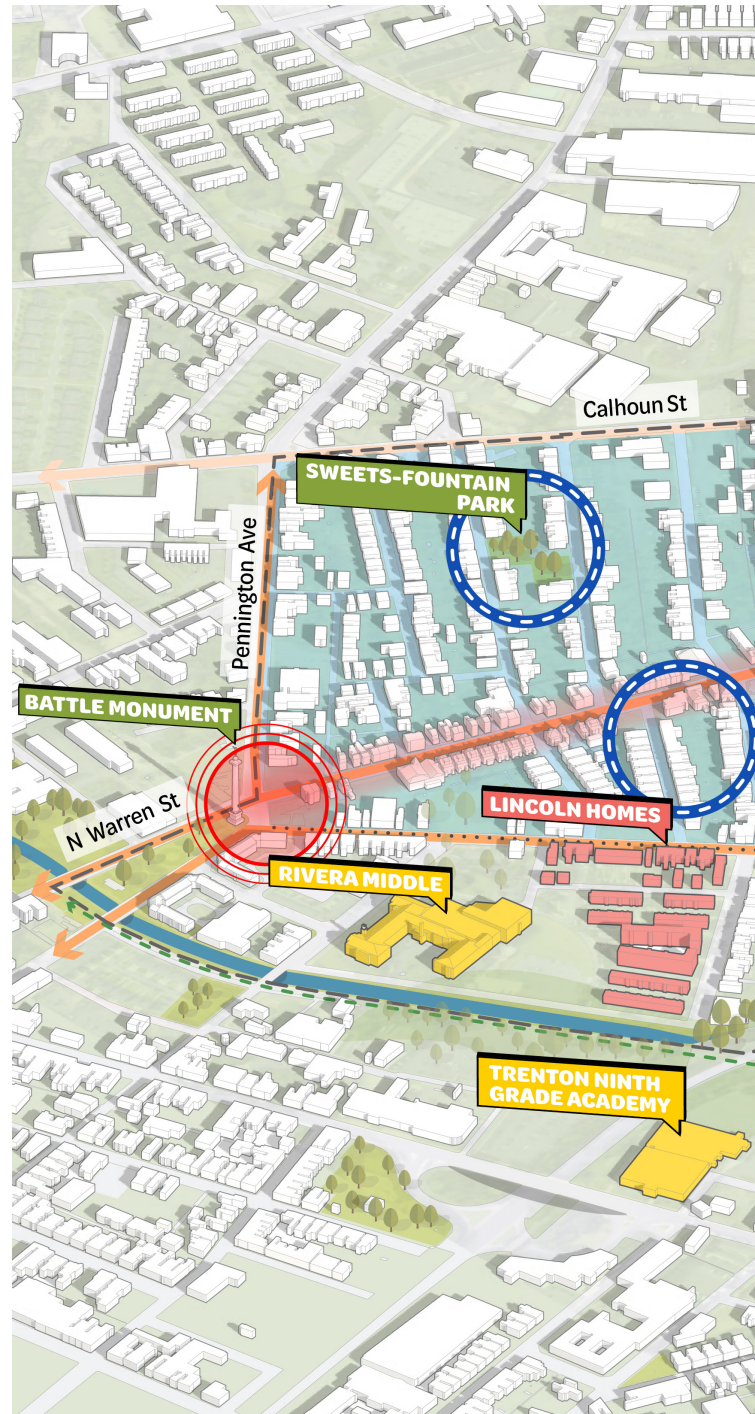 Calhoun St
SWEETS-FOUNTAIN
PARK
Pennington Ave
BATTLE MONUMENT
N Warren St
LINCOLN HOMES
RIVERA MIDDLE
TRENTON NINTH
GRADE ACADEMY